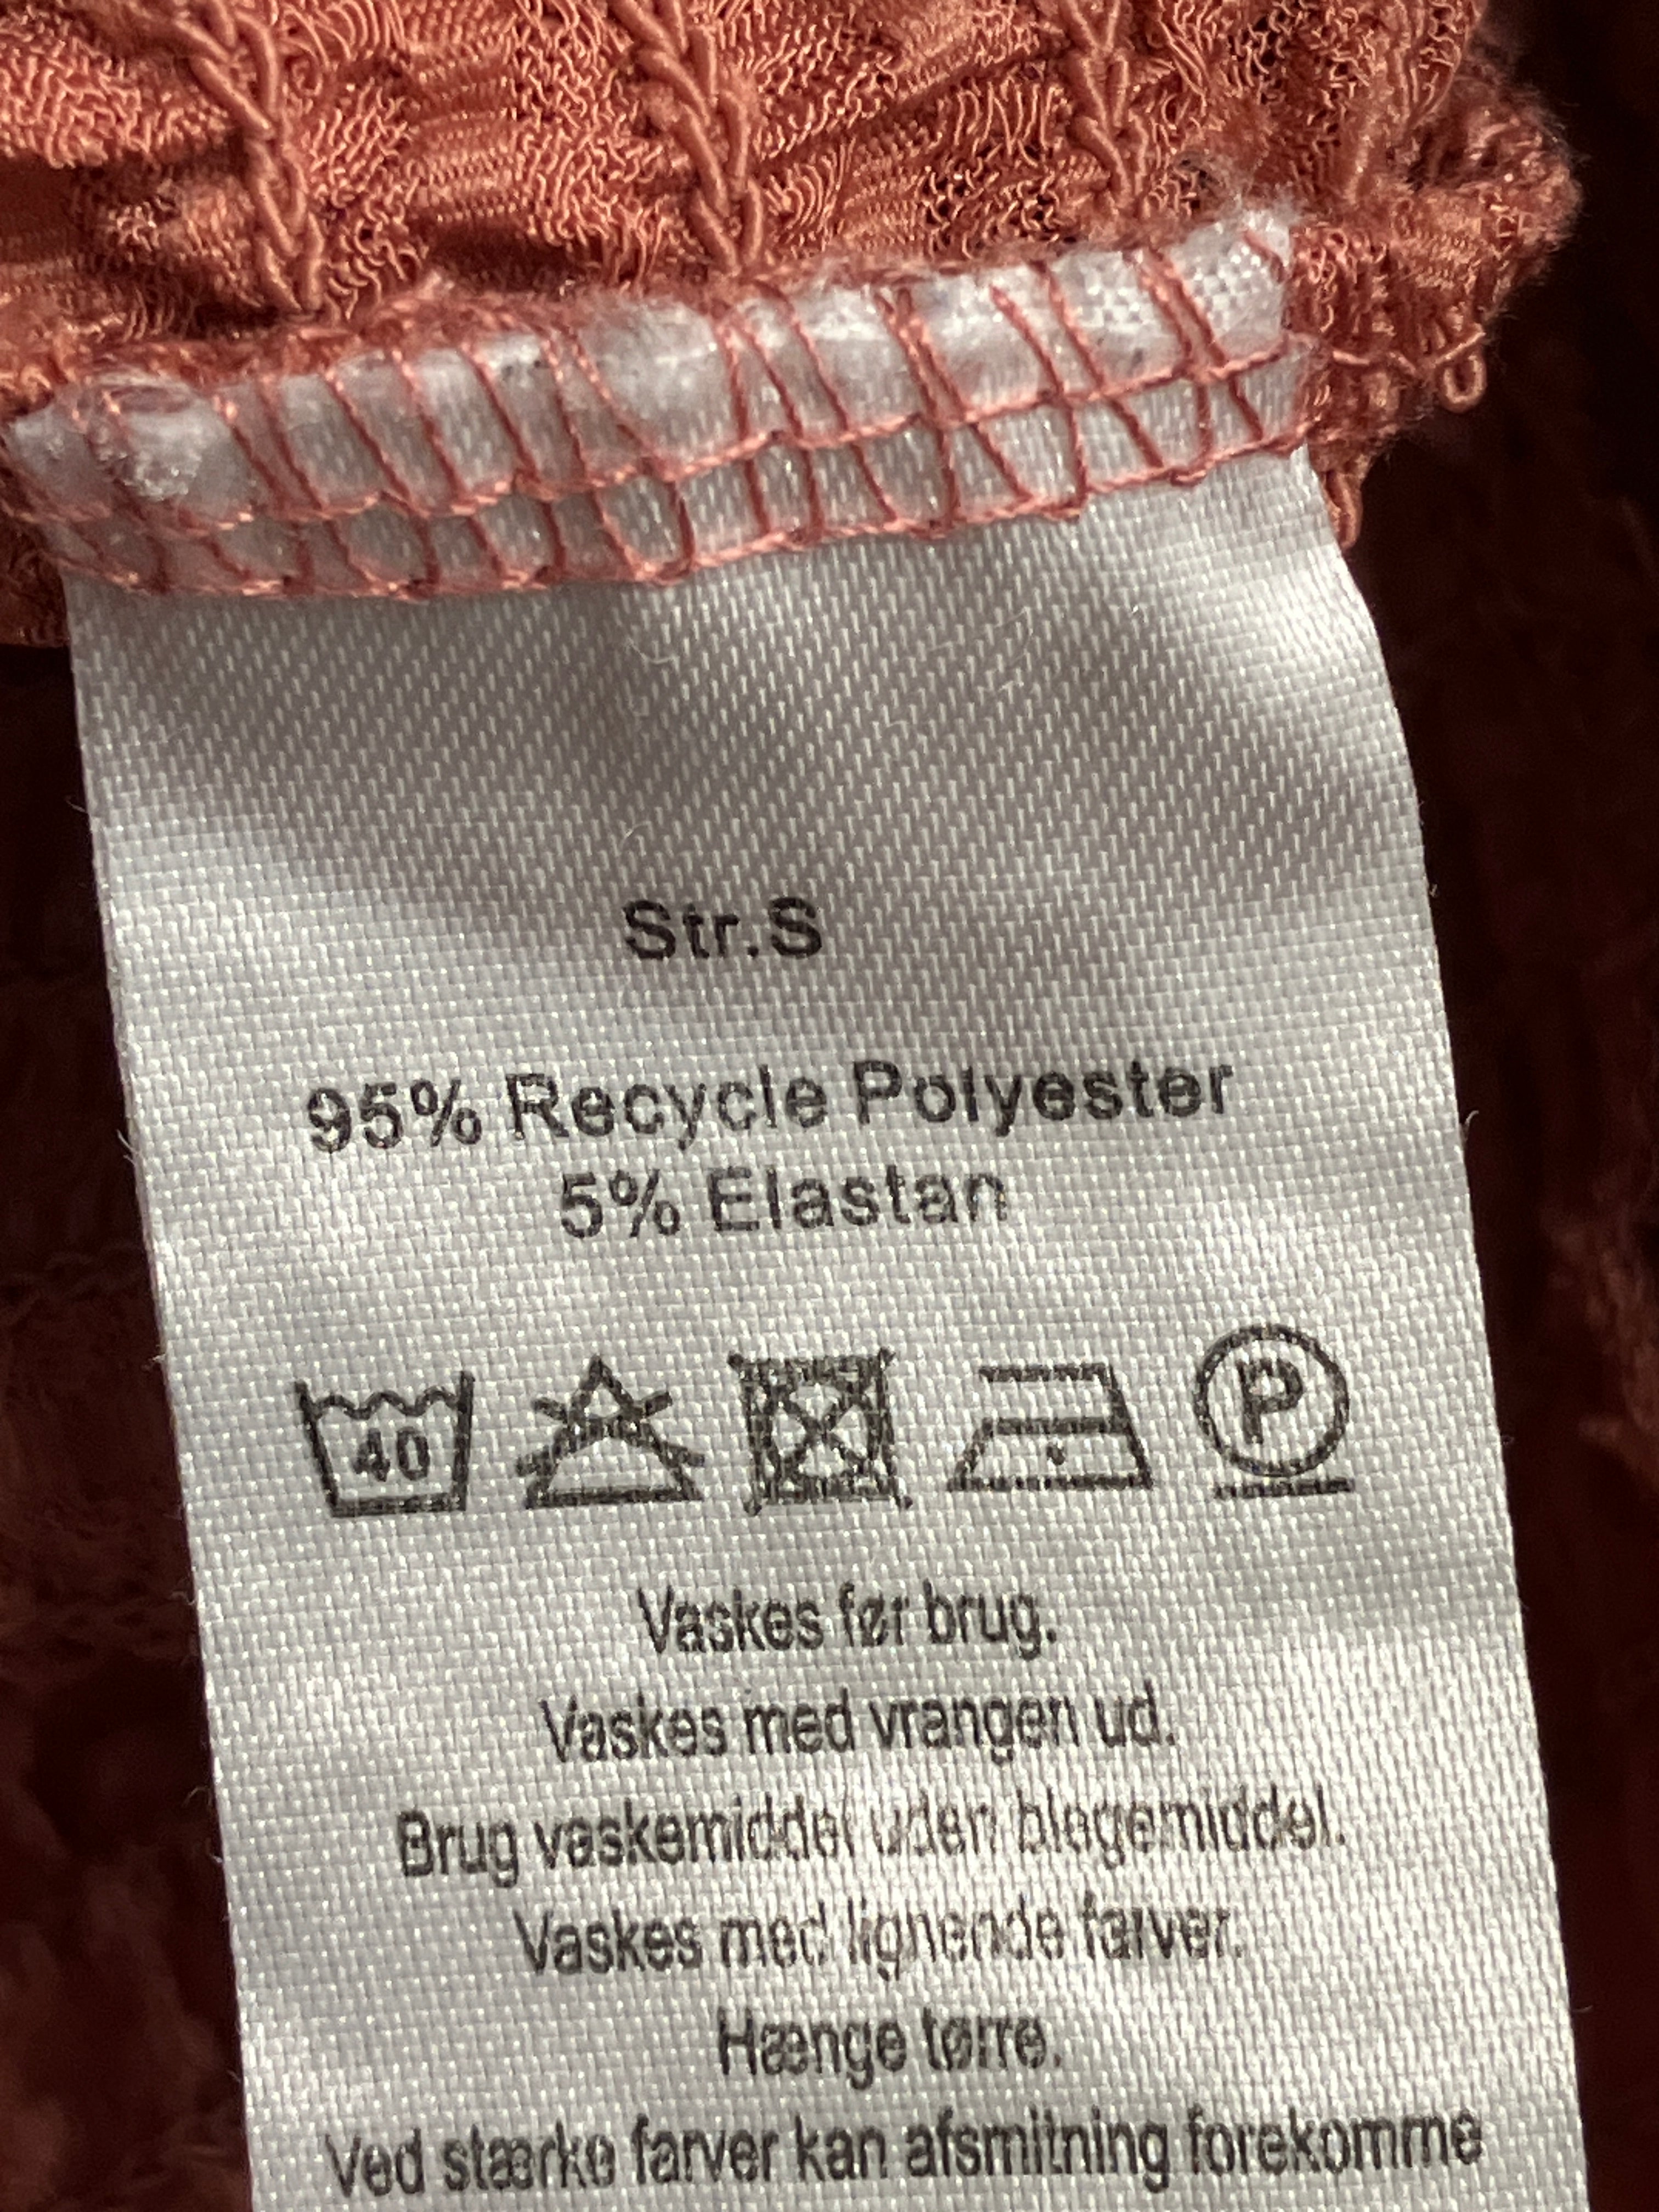 Str.S
95% Recycle Polyester
5% Elastan
40 P
Vaskes før brug.
Vaskes med vrangen ud.
Brug vaskemiddel uden blegemiddel.
Vaskes med lignende farver.
Hænge tørre.
Ved stærke farver kan afsmitning forekomme